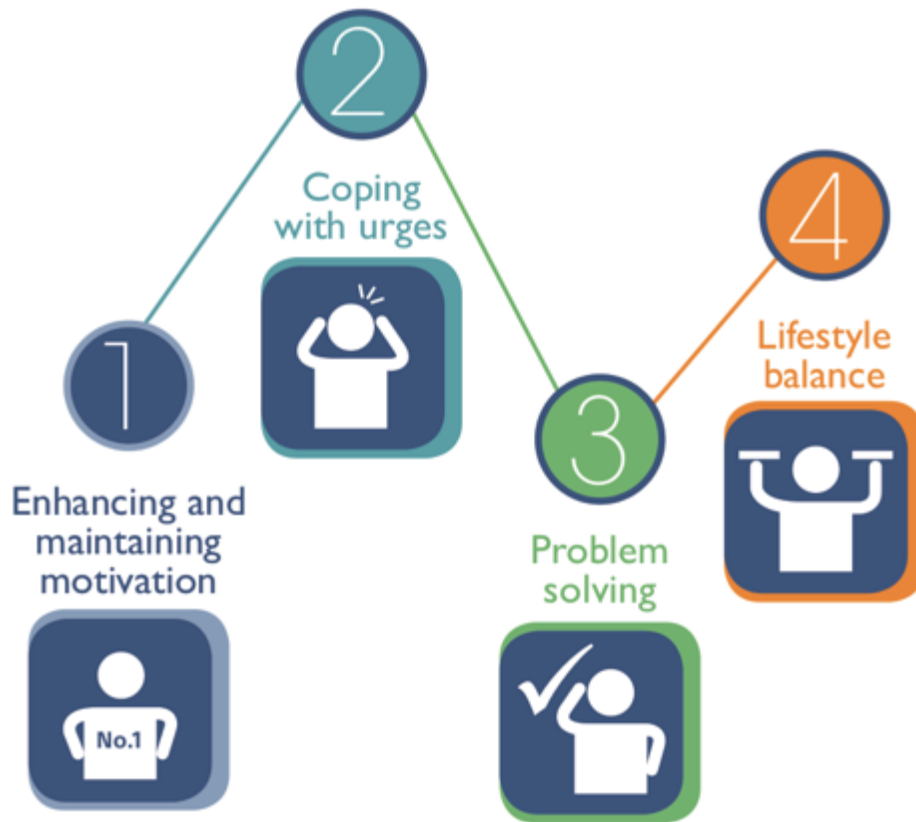 1
Enhancing and
maintaining
motivation
No.1
2
Coping
with urges
3
Problem
solving
4
Lifestyle
balance